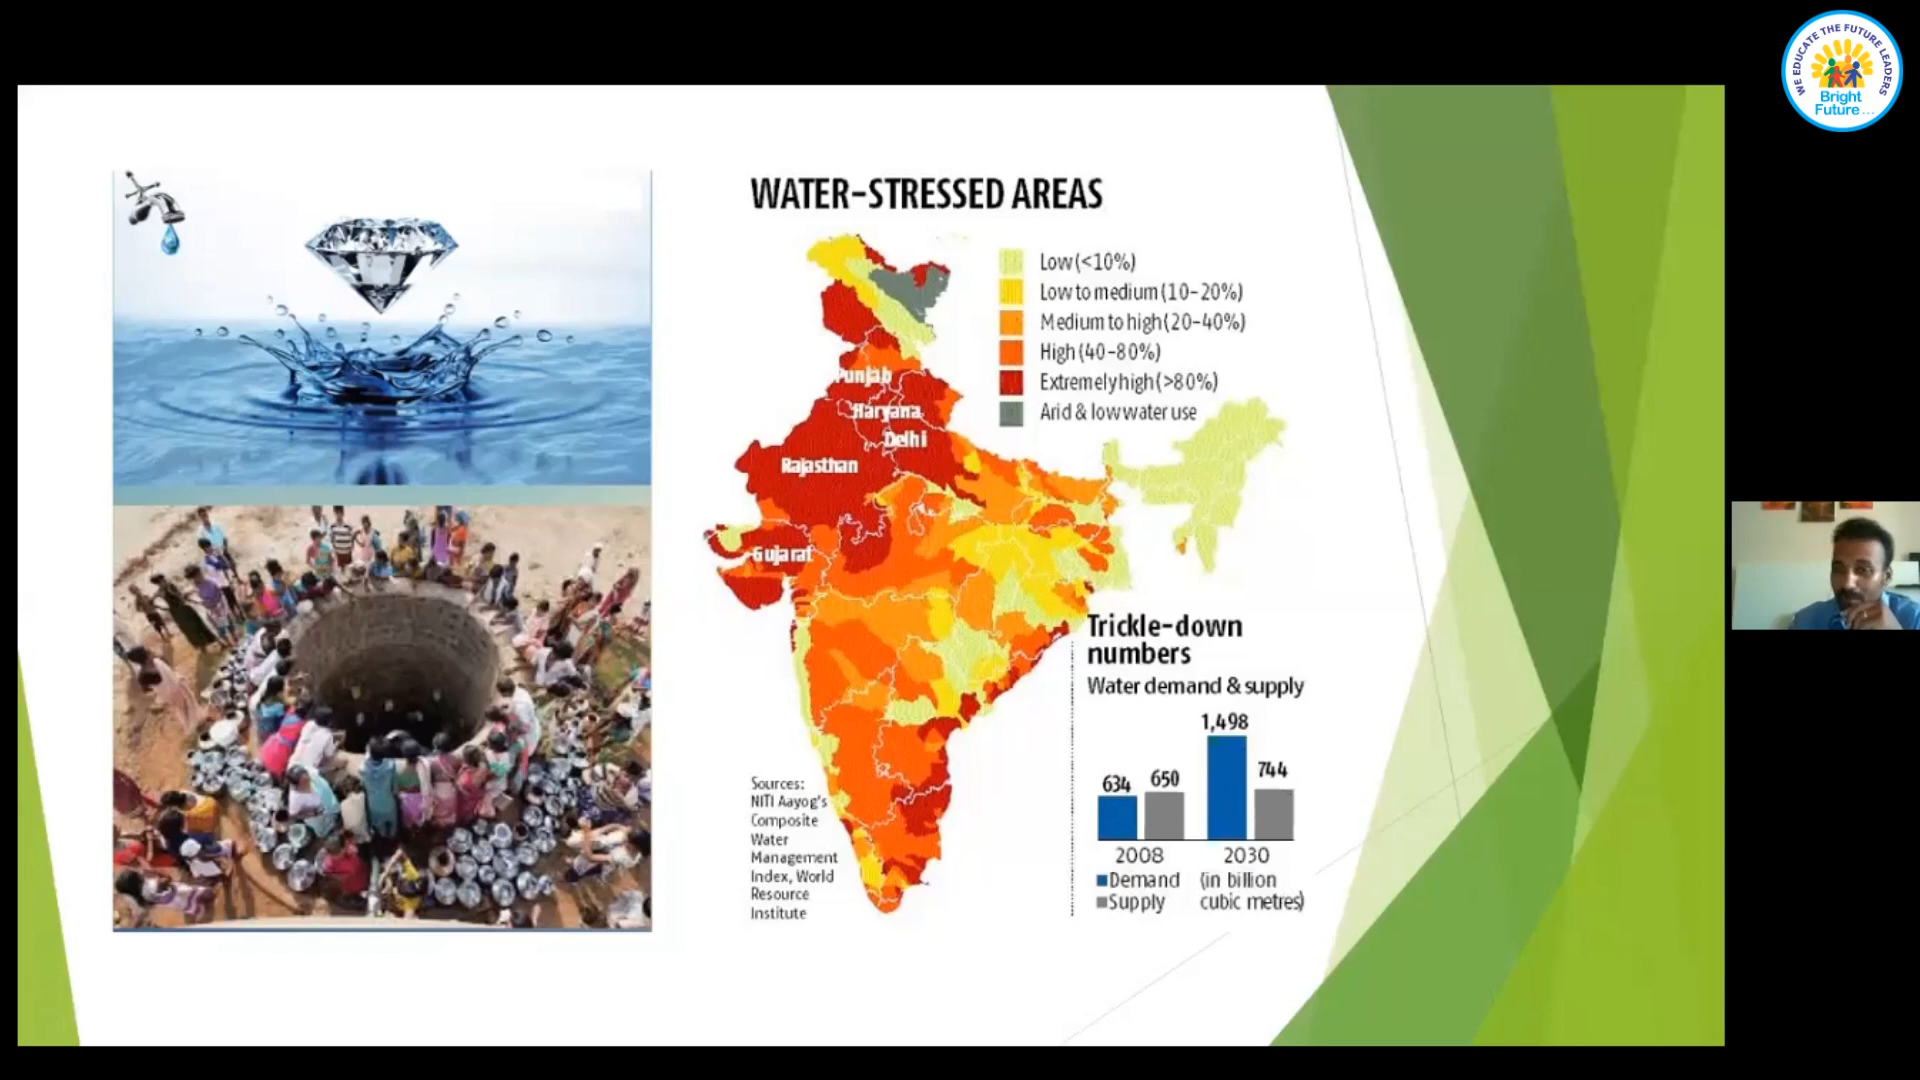 WE EDUCATE THE FUTURE LEADERS
Bright
Future...
WATER-STRESSED AREAS
Low (<10%)
Low to medium (10-20%)
Medium to high (20-40%)
High (40-80%)
Extremely high (>80%)
Arid & low water use
Punjab
Haryana
Delhi
Rajasthan
Gujarat
Trickle-down
numbers
Water demand & supply
1,498
634
650
744
2008
2030
Demand
Supply
(in billion
cubic metres)
Sources:
NITI Aayog's
Composite
Water
Management
Index, World
Resource
Institute